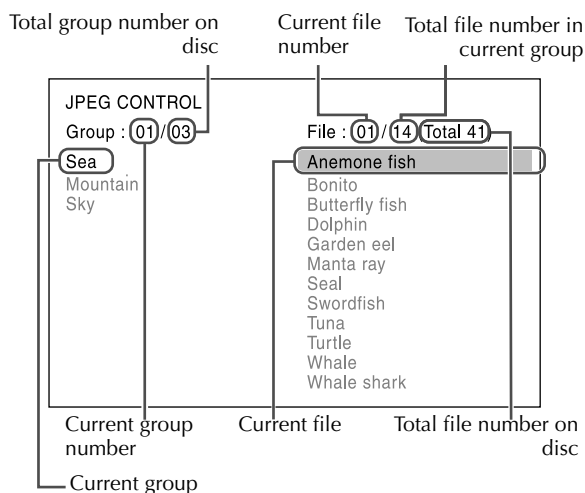 Total group number on
disc
Current file
number
Total file number in
current group
JPEG CONTROL
Group : 01/03
File : 01/14 (Total 41)
Sea
Mountain
Sky
Anemone fish
Bonito
Butterfly fish
Dolphin
Garden eel
Manta ray
Seal
Swordfish
Tuna
Turtle
Whale
Whale shark
Current group
number
Current file
Total file number on
disc
Current group